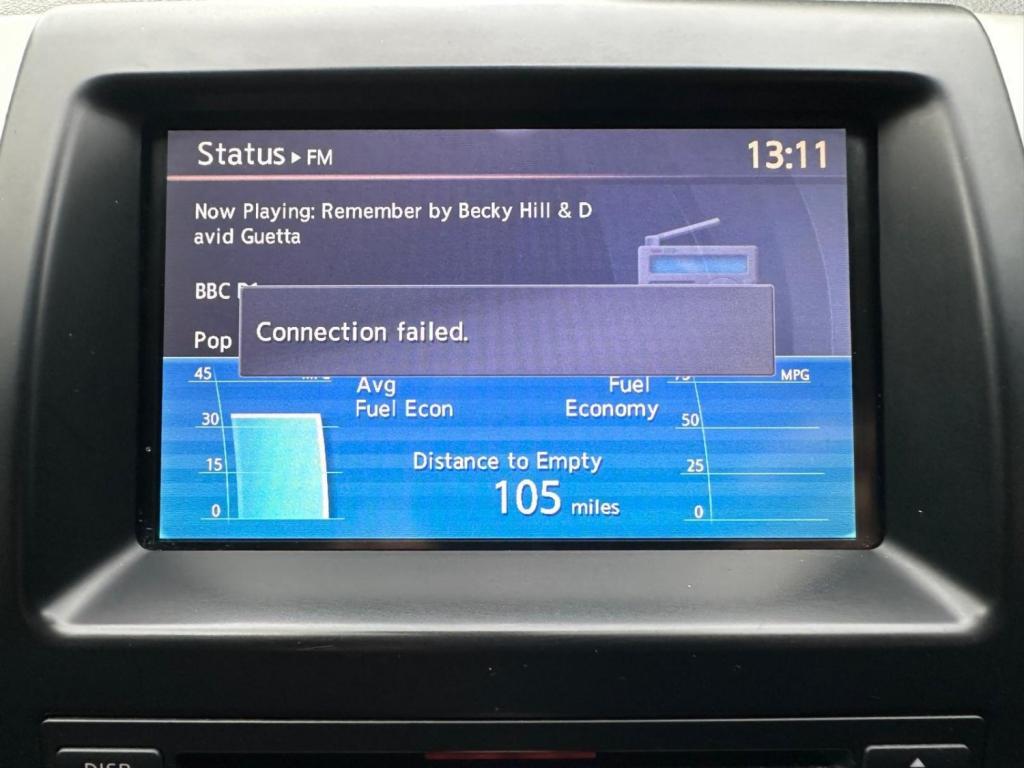 Status ▸ FM 13:11
Now Playing: Remember by Becky Hill & D
avid Guetta
BBC
Connection failed.
Pop
45 Avg Fuel MPG
Fuel Econ Economy
30 50
Distance to Empty
15 25
105 miles
0 0